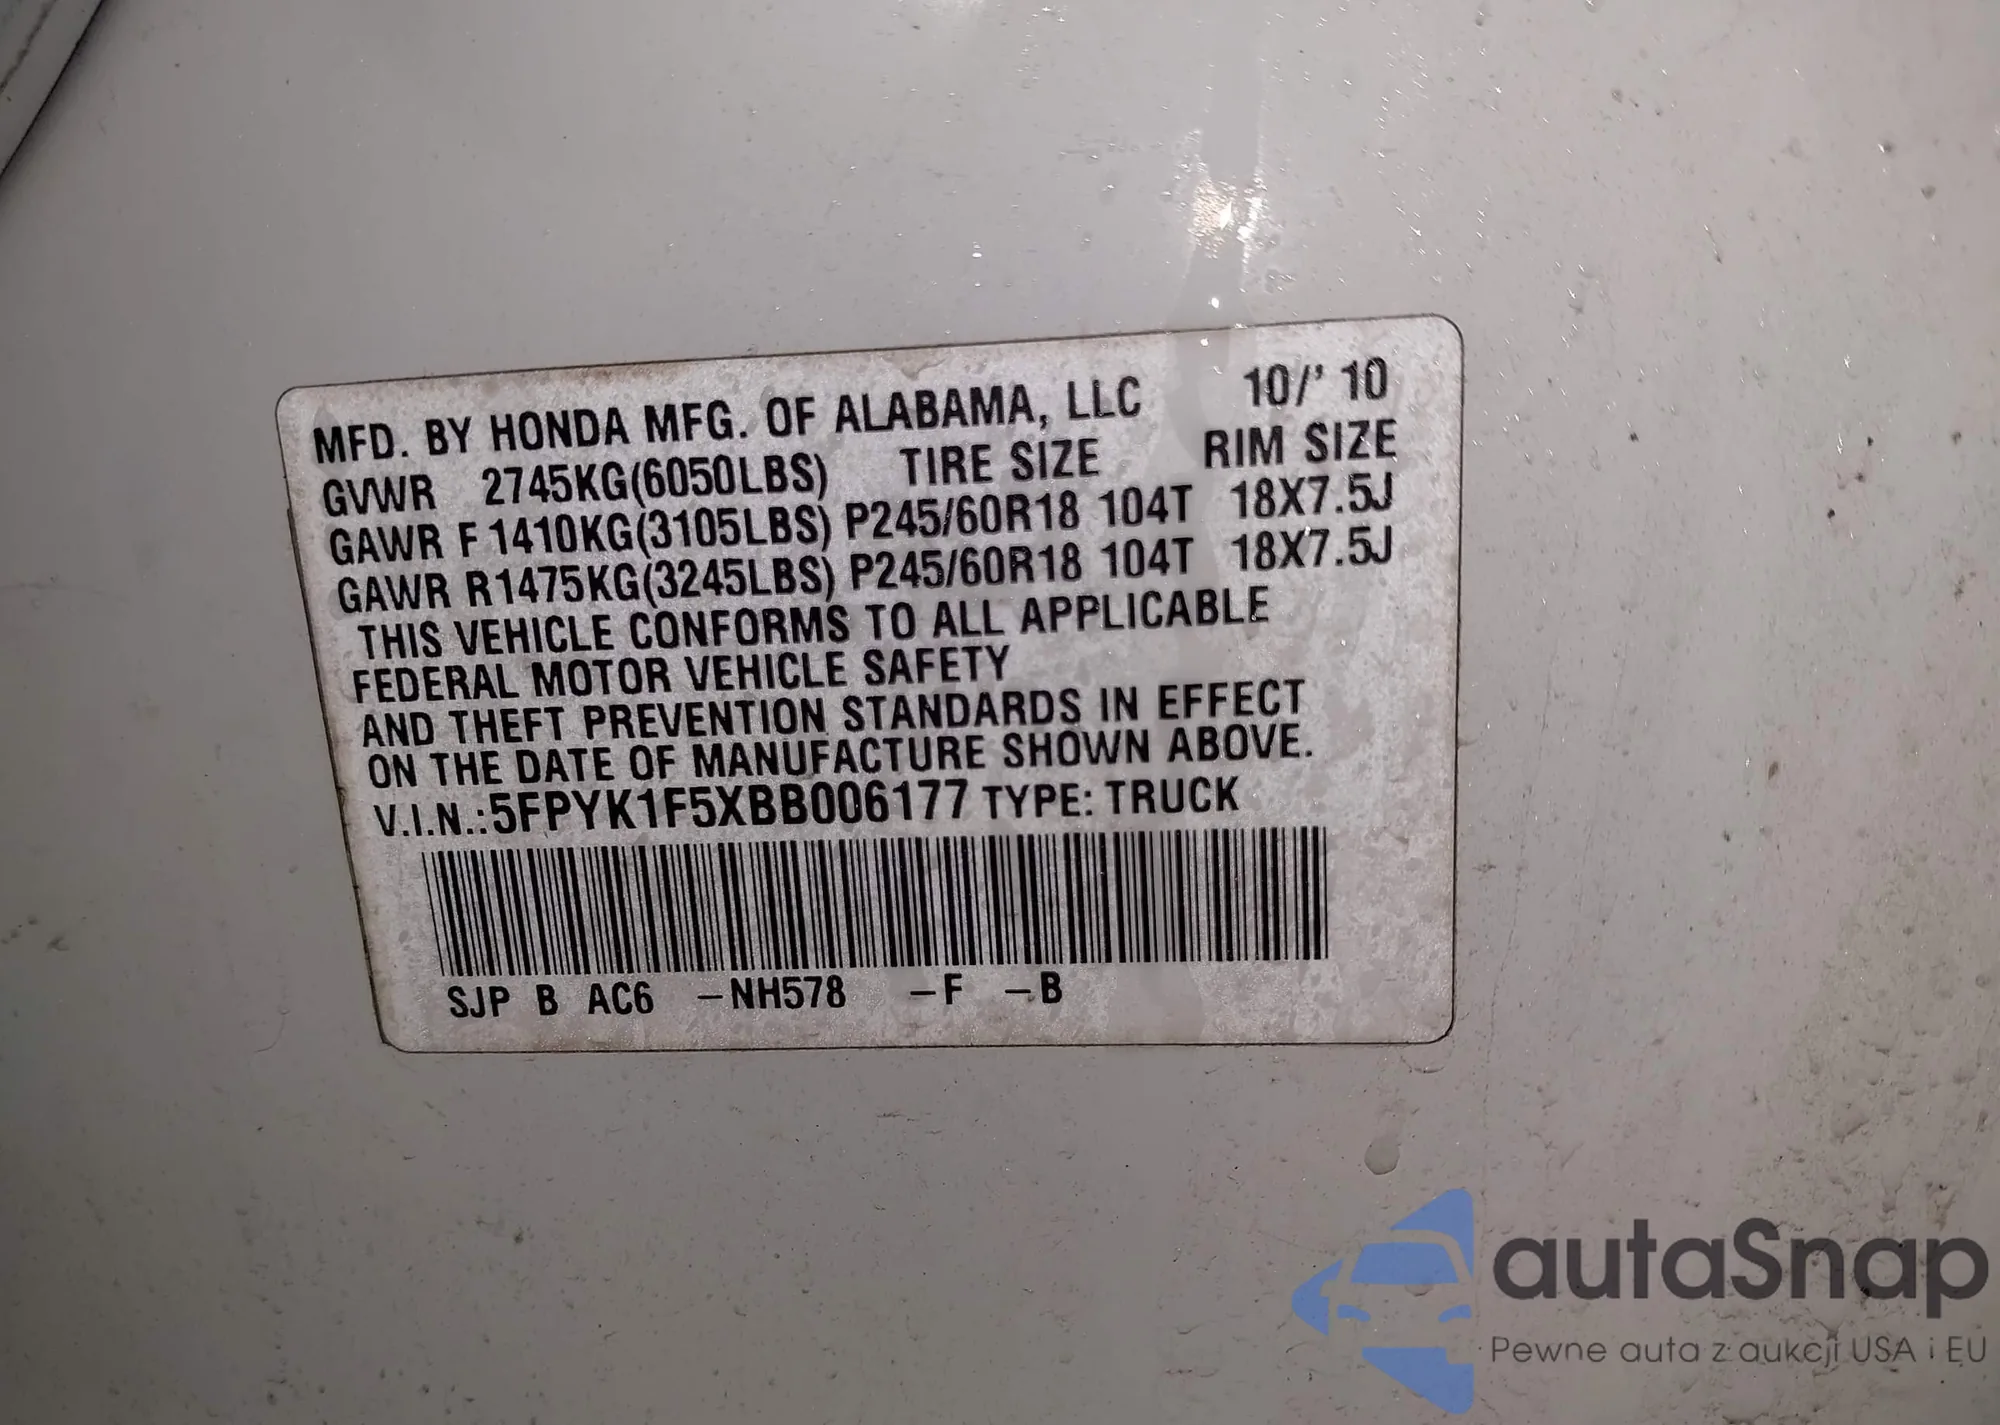 MFD. BY HONDA MFG. OF ALABAMA, LLC 10/' 10
GVWR 2745KG(6050LBS) TIRE SIZE RIM SIZE
GAWR F 1410KG(3105LBS) P245/60R18 104T 18X7.5J
GAWR R1475KG(3245LBS) P245/60R18 104T 18X7.5J
THIS VEHICLE CONFORMS TO ALL APPLICABLE
FEDERAL MOTOR VEHICLE SAFETY
AND THEFT PREVENTION STANDARDS IN EFFECT
ON THE DATE OF MANUFACTURE SHOWN ABOVE.
V.I.N.:5FPYK1F5XBB006177 TYPE: TRUCK
SJP B AC6 -NH578 -F -B
autaSnap
Pewne auta z aukcji USA i EU